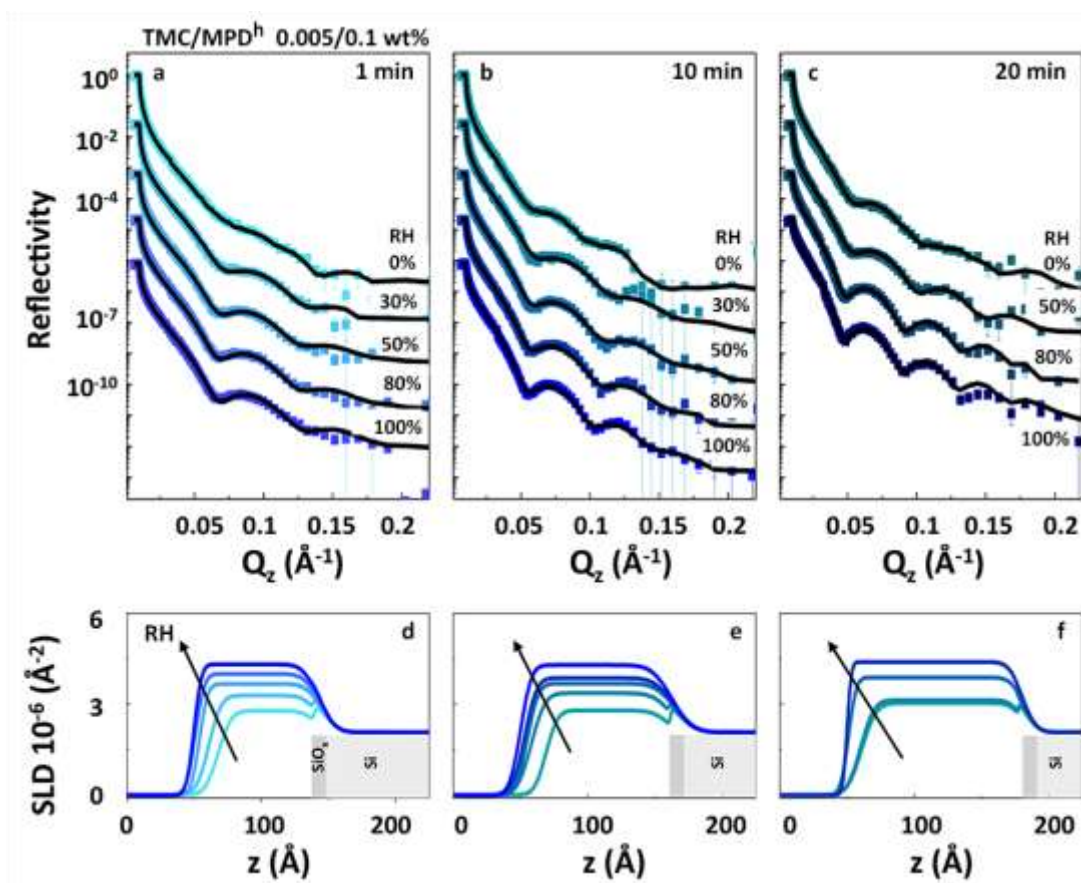 TMC/MPDʰ 0.005/0.1 wt%
a 1 min
b 10 min
c 20 min
10⁰
10⁻²
10⁻⁴
10⁻⁷
10⁻¹⁰
Reflectivity
RH
0%
30%
50%
80%
100%
RH
0%
30%
50%
80%
100%
RH
0%
50%
80%
100%
0.05 0.1 0.15 0.2
0.05 0.1 0.15 0.2
0.05 0.1 0.15 0.2
Q_z (Å⁻¹)
Q_z (Å⁻¹)
Q_z (Å⁻¹)
SLD 10⁻⁶ (Å⁻²)
6
3
0
RH
d
e
f
SiOₓ
Si
Si
Si
0 100 200
0 100 200
0 100 200
z (Å)
z (Å)
z (Å)